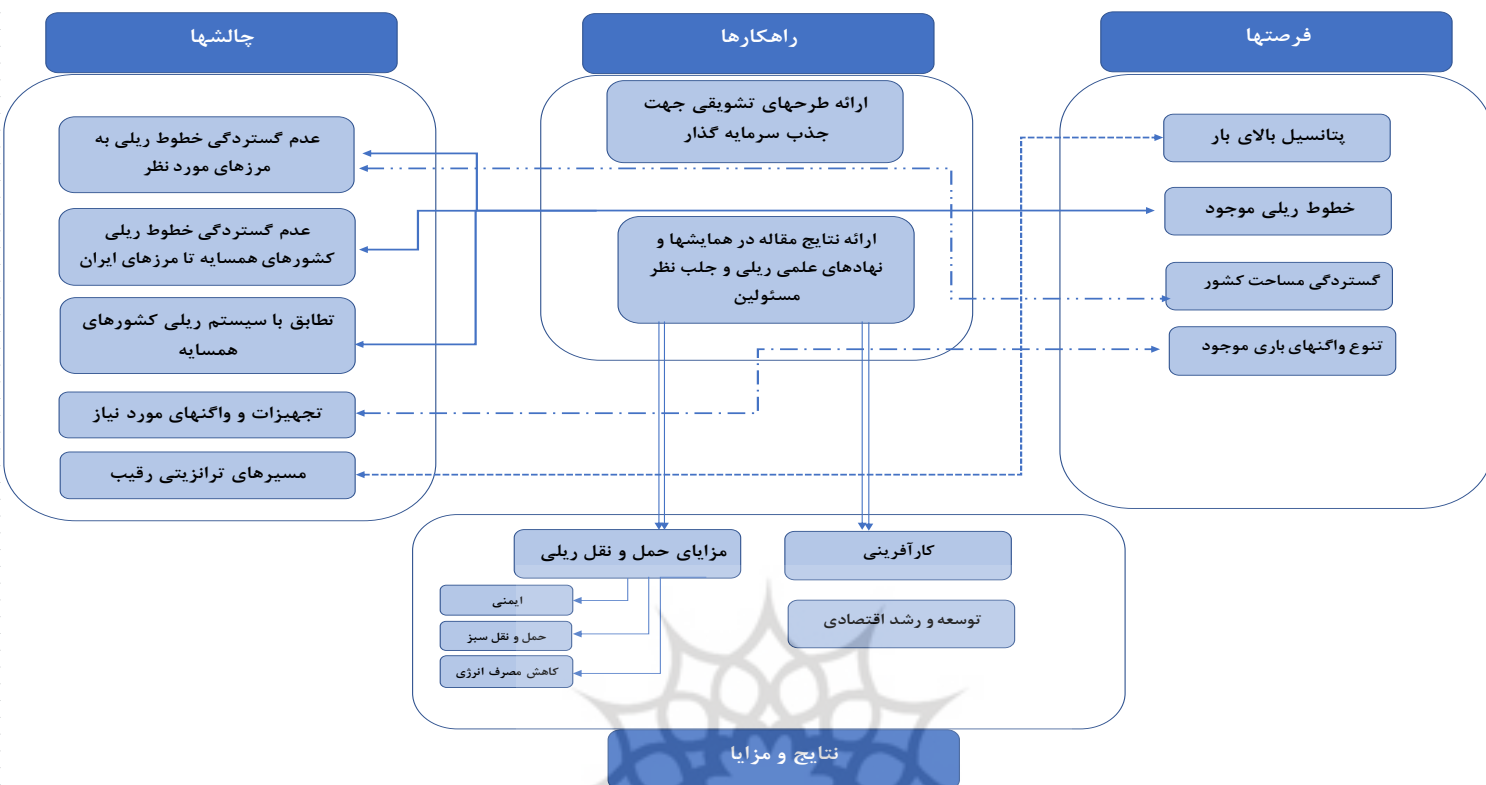 فرصتها
پتانسیل بالای بار
خطوط ریلی موجود
گستردگی مساحت کشور
تنوع واگنهای باری موجود
راهکارها
ارائه طرحهای تشویقی جهت
جذب سرمایه گذار
ارائه نتایج مقاله در همایشها و
نهادهای علمی ریلی و جلب نظر
مسئولین
چالشها
عدم گستردگی خطوط ریلی به
مرزهای مورد نظر
عدم گستردگی خطوط ریلی
کشورهای همسایه تا مرزهای ایران
تطابق با سیستم ریلی کشورهای
همسایه
تجهیزات و واگنهای مورد نیاز
مسیرهای ترانزیتی رقیب
کارآفرینی
توسعه و رشد اقتصادی
مزایای حمل و نقل ریلی
ایمنی
حمل و نقل سبز
کاهش مصرف انرژی
نتایج و مزایا